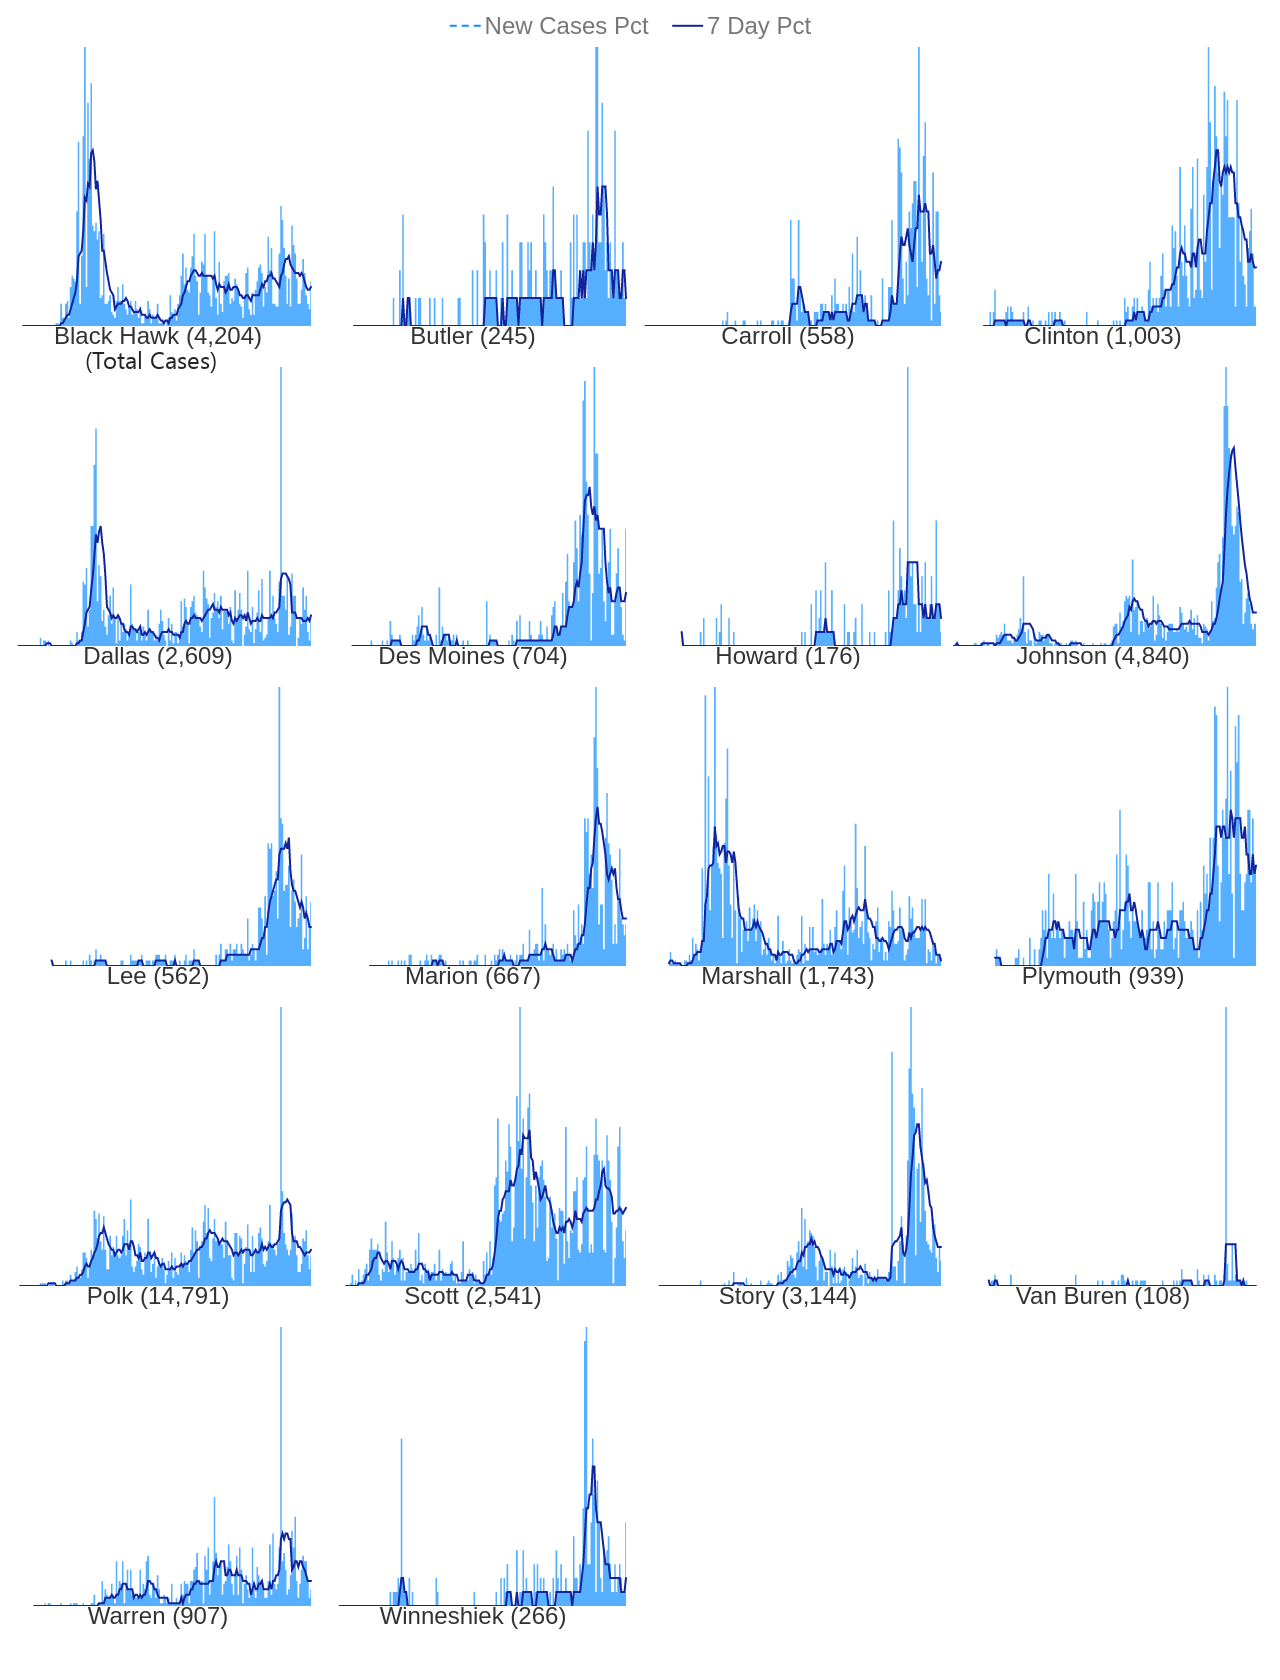 New Cases Pct 7 Day Pct
Black Hawk (4,204) Butler (245) Carroll (558) Clinton (1,003)
(Total Cases)
Dallas (2,609) Des Moines (704) Howard (176) Johnson (4,840)
Lee (562) Marion (667) Marshall (1,743) Plymouth (939)
Polk (14,791) Scott (2,541) Story (3,144) Van Buren (108)
Warren (907) Winneshiek (266)